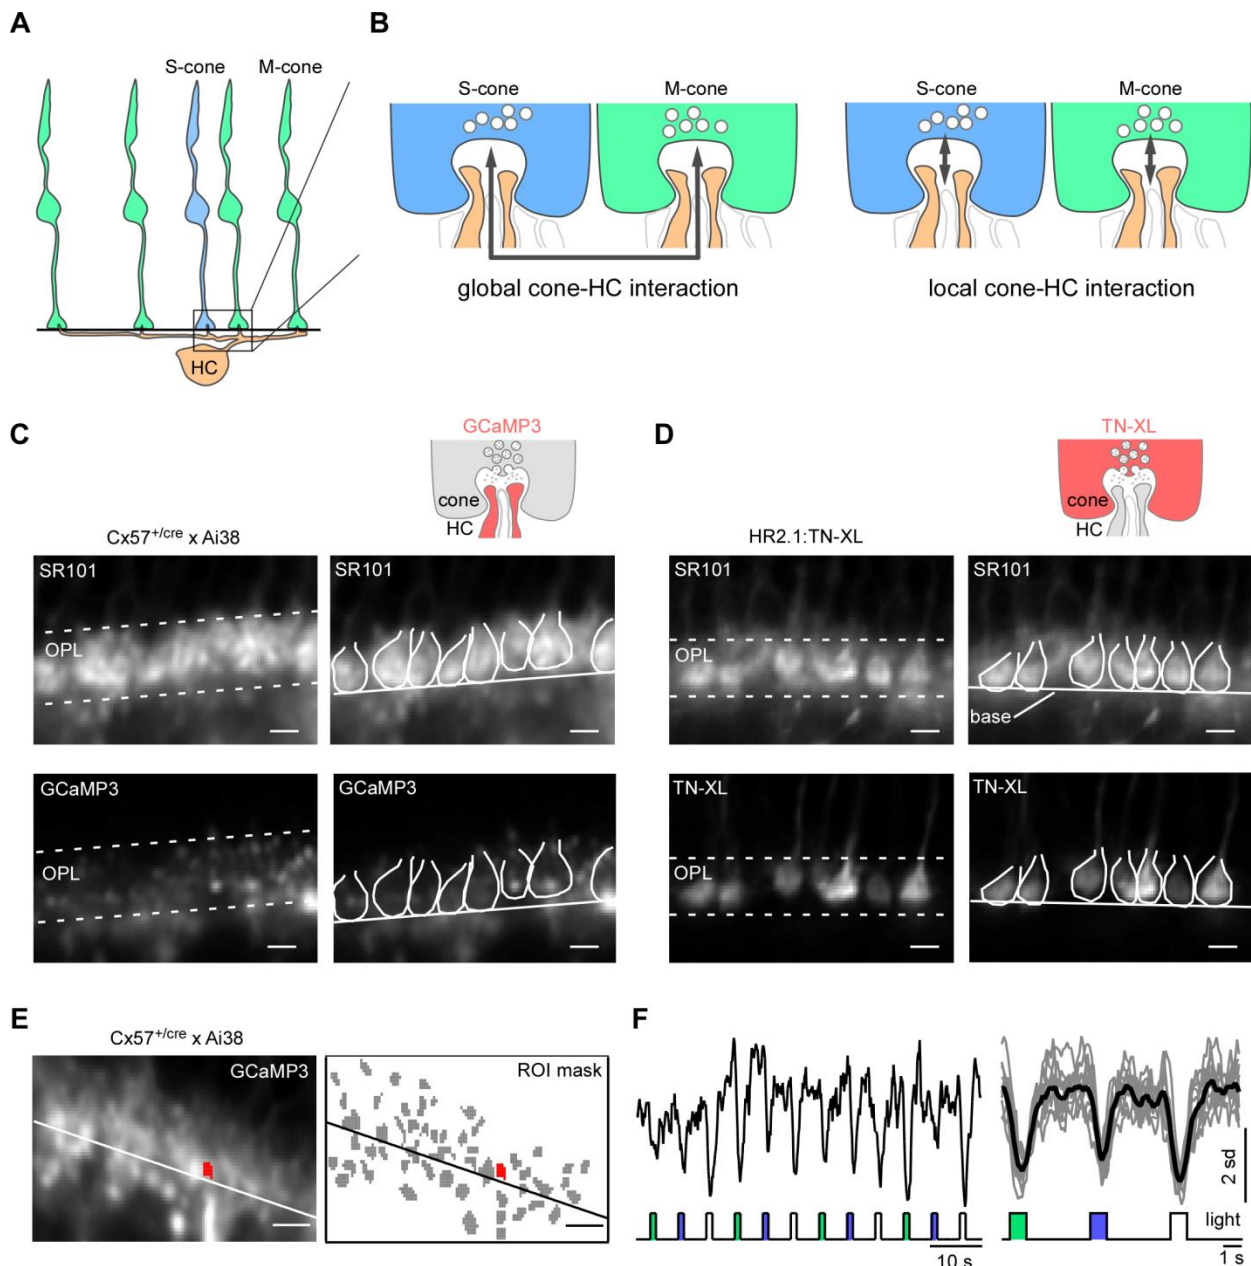 A
S-cone M-cone
HC
B
S-cone M-cone
global cone-HC interaction
S-cone M-cone
local cone-HC interaction
C
GCaMP3
cone
HC
Cx57+/cre x Ai38
SR101
OPL
SR101
GCaMP3
OPL
GCaMP3
D
TN-XL
cone
HC
HR2.1:TN-XL
SR101
OPL
SR101
base
TN-XL
OPL
TN-XL
E
Cx57+/cre x Ai38
GCaMP3
ROI mask
F
2 sd
light
10 s
1 s